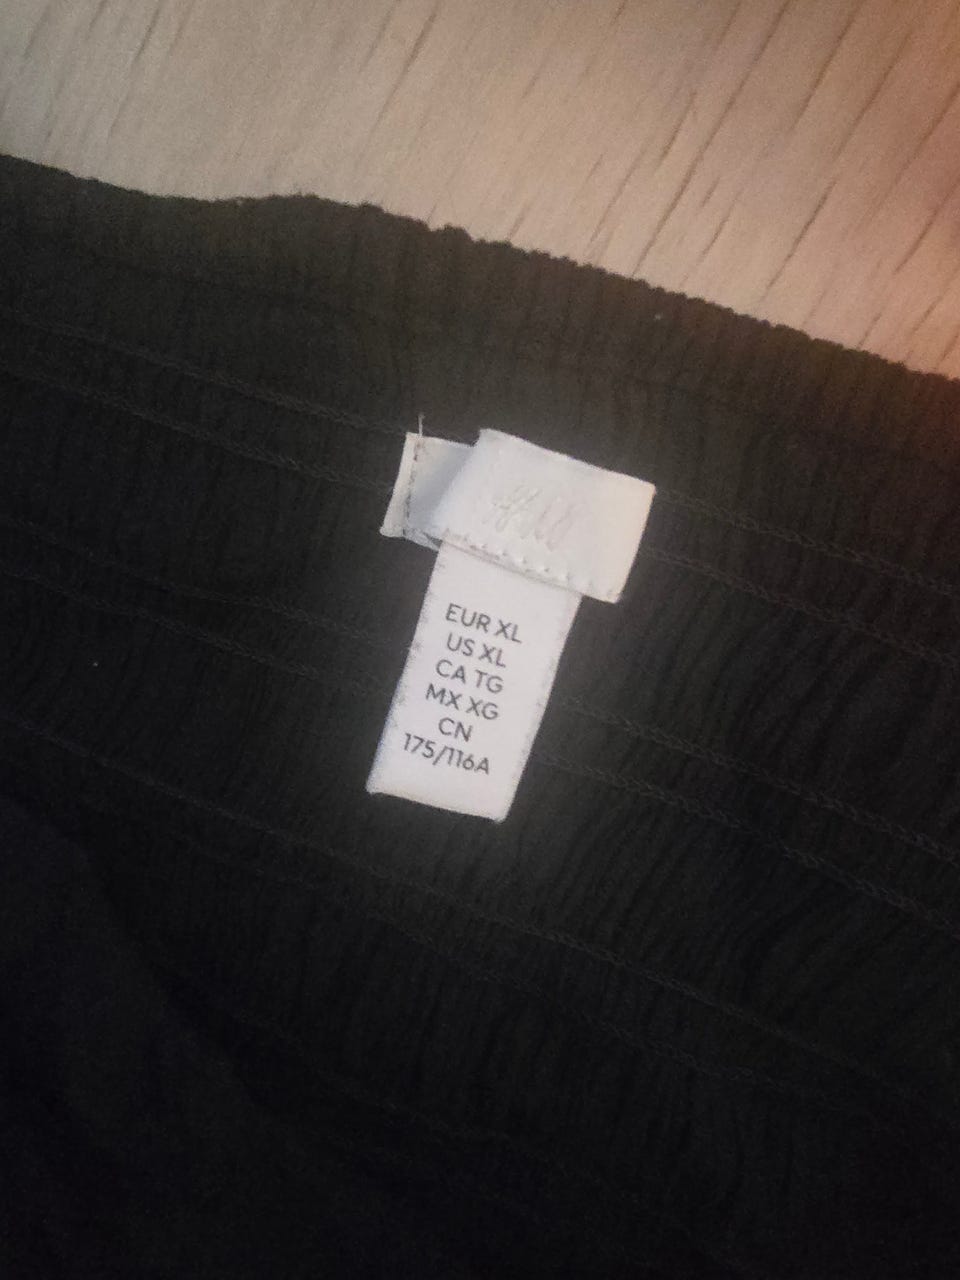 H&M
EUR XL
US XL
CA TG
MX XG
CN
175/116A